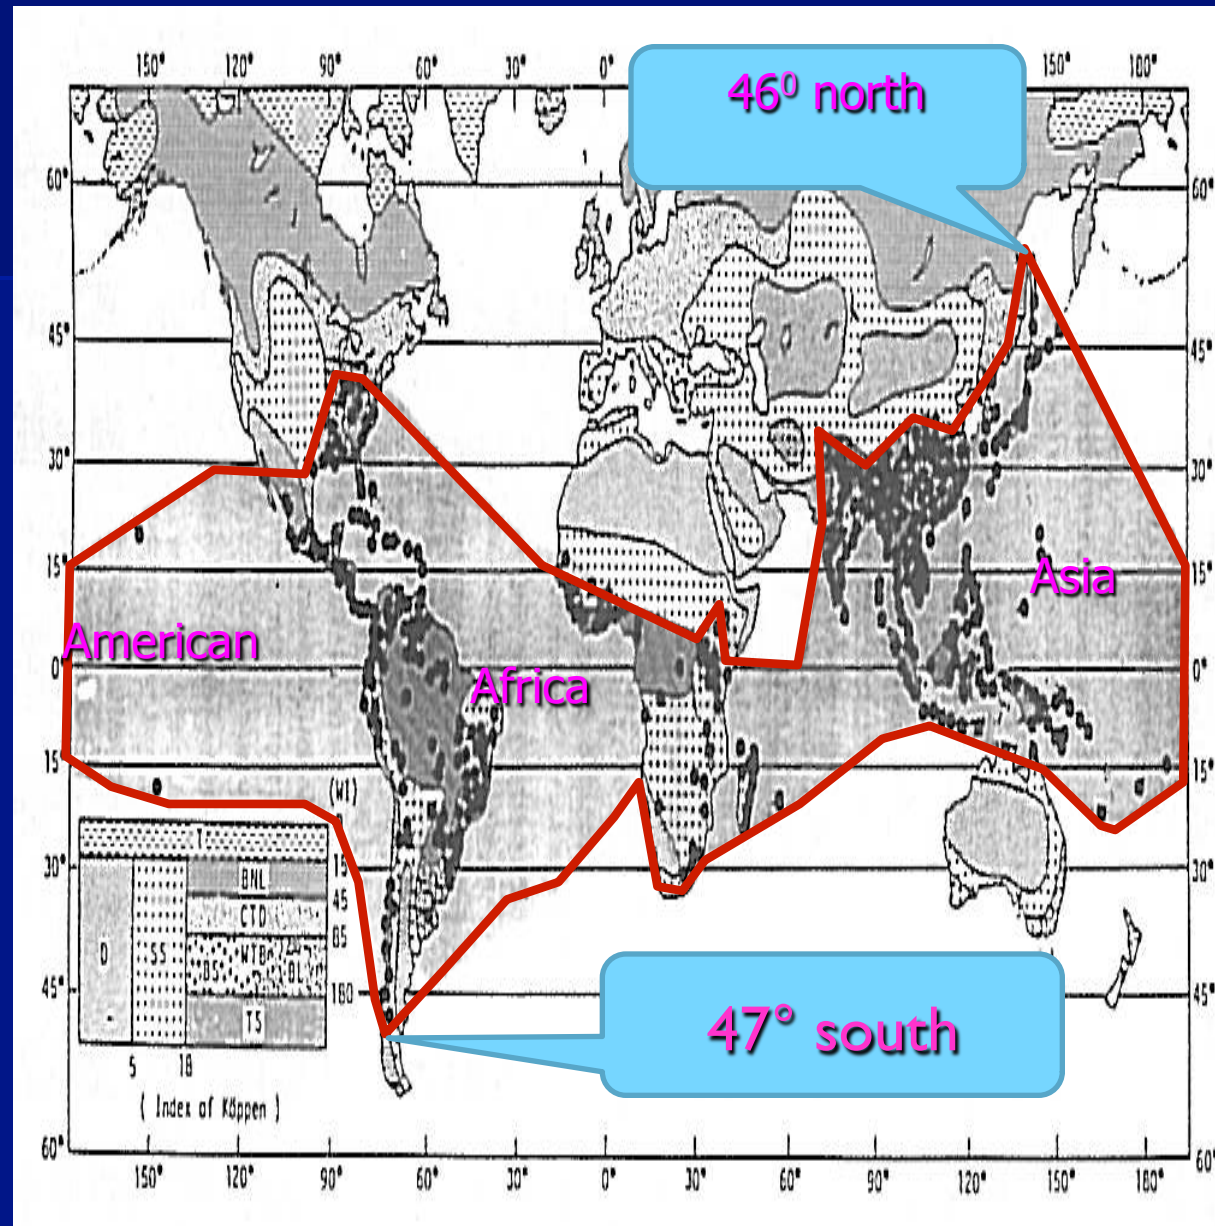 150° 120° 90° 60° 30° 0° 150° 180°
46⁰ north
60° 60°
45° 45°
30° 30°
15° 15°
Asia
American
0° 0°
Africa
15° 15°
(WI)
T
30° 15 30°
BNL
45
CTD
D SS 85
WTB
BS BL
45° 180 45°
TS
47° south
5 18
( Index of Köppen )
60° 60°
150° 120° 90° 60° 30° 0° 30° 60° 90° 120° 150° 180°